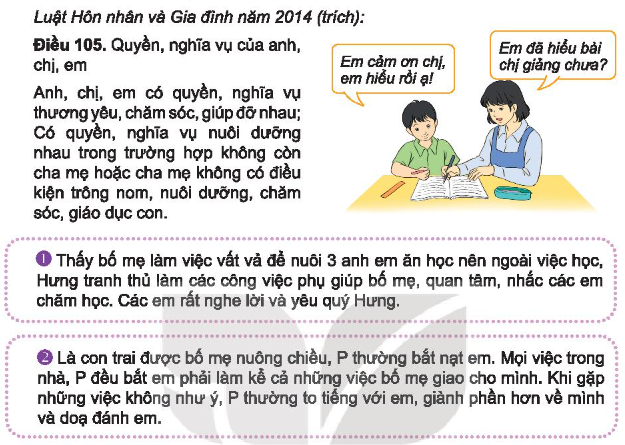 Luật Hôn nhân và Gia đình năm 2014 (trích):
Điều 105. Quyền, nghĩa vụ của anh,
chị, em
Anh, chị, em có quyền, nghĩa vụ
thương yêu, chăm sóc, giúp đỡ nhau;
Có quyền, nghĩa vụ nuôi dưỡng
nhau trong trường hợp không còn
cha mẹ hoặc cha mẹ không có điều
kiện trông nom, nuôi dưỡng, chăm
sóc, giáo dục con.
Em cảm ơn chị,
em hiểu rồi ạ!
Em đã hiểu bài
chị giảng chưa?
1 Thấy bố mẹ làm việc vất vả để nuôi 3 anh em ăn học nên ngoài việc học,
Hưng tranh thủ làm các công việc phụ giúp bố mẹ, quan tâm, nhắc các em
chăm học. Các em rất nghe lời và yêu quý Hưng.
2 Là con trai được bố mẹ nuông chiều, P thường bắt nạt em. Mọi việc trong
nhà, P đều bắt em phải làm kể cả những việc bố mẹ giao cho mình. Khi gặp
những việc không như ý, P thường to tiếng với em, giành phần hơn về mình
và doạ đánh em.